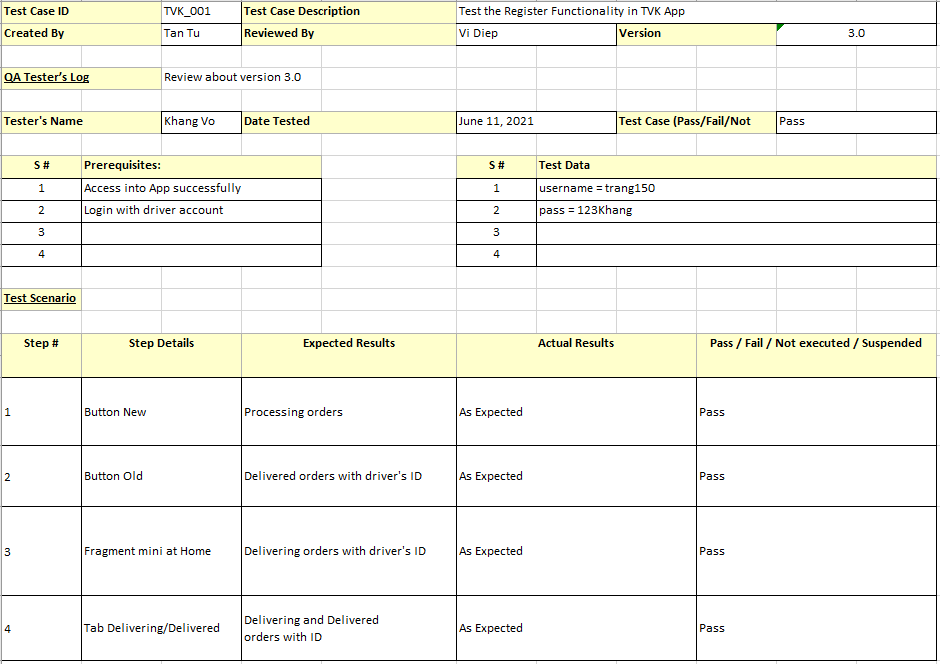 Test Case ID TVK_001 Test Case Description Test the Register Functionality in TVK App
Created By Tan Tu Reviewed By Vi Diep Version 3.0
QA Tester's Log Review about version 3.0
Tester's Name Khang Vo Date Tested June 11, 2021 Test Case (Pass/Fail/Not Pass
S # Prerequisites: S # Test Data
1 Access into App successfully 1 username = trang150
2 Login with driver account 2 pass = 123Khang
3 3
4 4
Test Scenario
Step # Step Details Expected Results Actual Results Pass / Fail / Not executed / Suspended
1 Button New Processing orders As Expected Pass
2 Button Old Delivered orders with driver's ID As Expected Pass
3 Fragment mini at Home Delivering orders with driver's ID As Expected Pass
4 Tab Delivering/Delivered Delivering and Delivered
orders with ID As Expected Pass